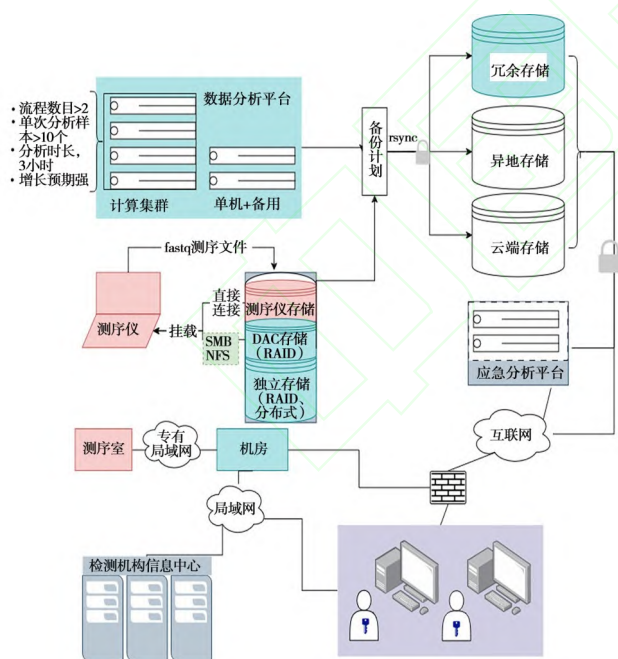 冗余存储
数据分析平台
• 流程数目>2
• 单次分析样
本>10个
• 分析时长，
3小时
• 增长预期强
备份计划
rsync
异地存储
计算集群
单机+备用
云端存储
fastq测序文件
直接
连接
测序仪存储
测序仪
挂载
SMB
NFS
DAC存储
(RAID)
独立存储
(RAID、
分布式)
应急分析平台
测序室
专有
局域网
机房
互联网
局域网
检测机构信息中心